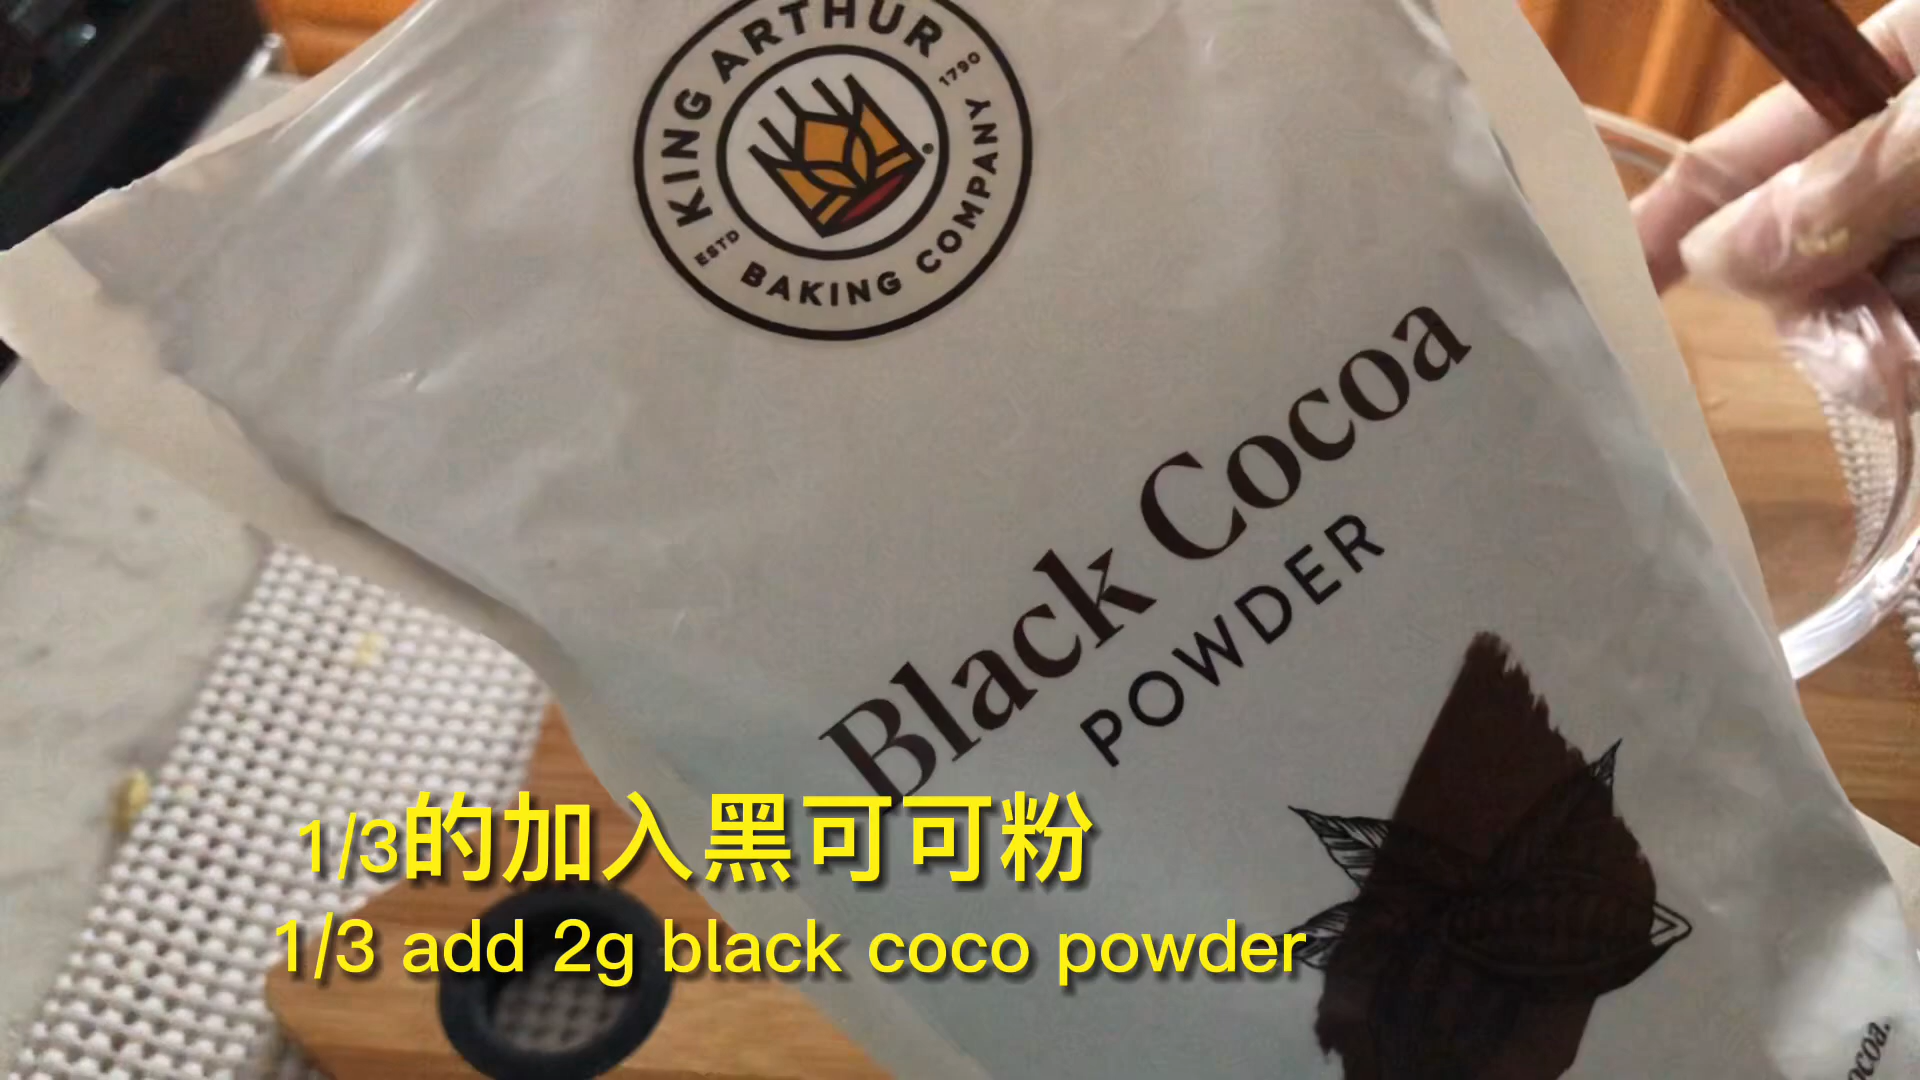 KING ARTHUR
BAKING COMPANY
ESTD 1790
Black Cocoa
POWDER
1/3的加入黑可可粉
1/3 add 2g black coco powder